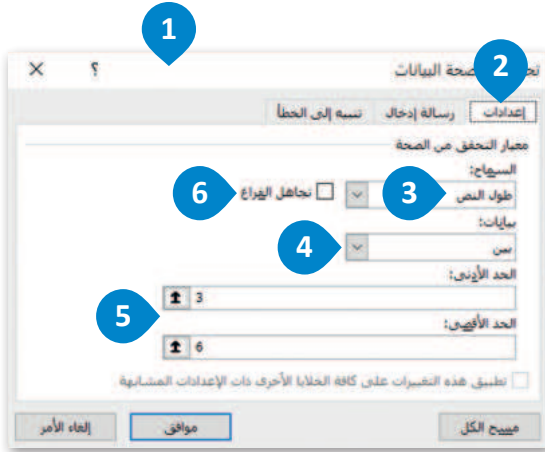 1
صحة البيانات
2
؟
إعدادات
رسالة إدخال
تنبيه إلى الخطأ
معيار التحقق من الصحة
السماح:
طول النص
3
تجاهل الفراغ
6
بيانات:
بين
4
الحد الأدنى:
3
5
الحد الأقصى:
6
تطبيق هذه التغييرات على كافة الخلايا الأخرى ذات الإعدادات المشابهة
مسح الكل
موافق
إلغاء الأمر